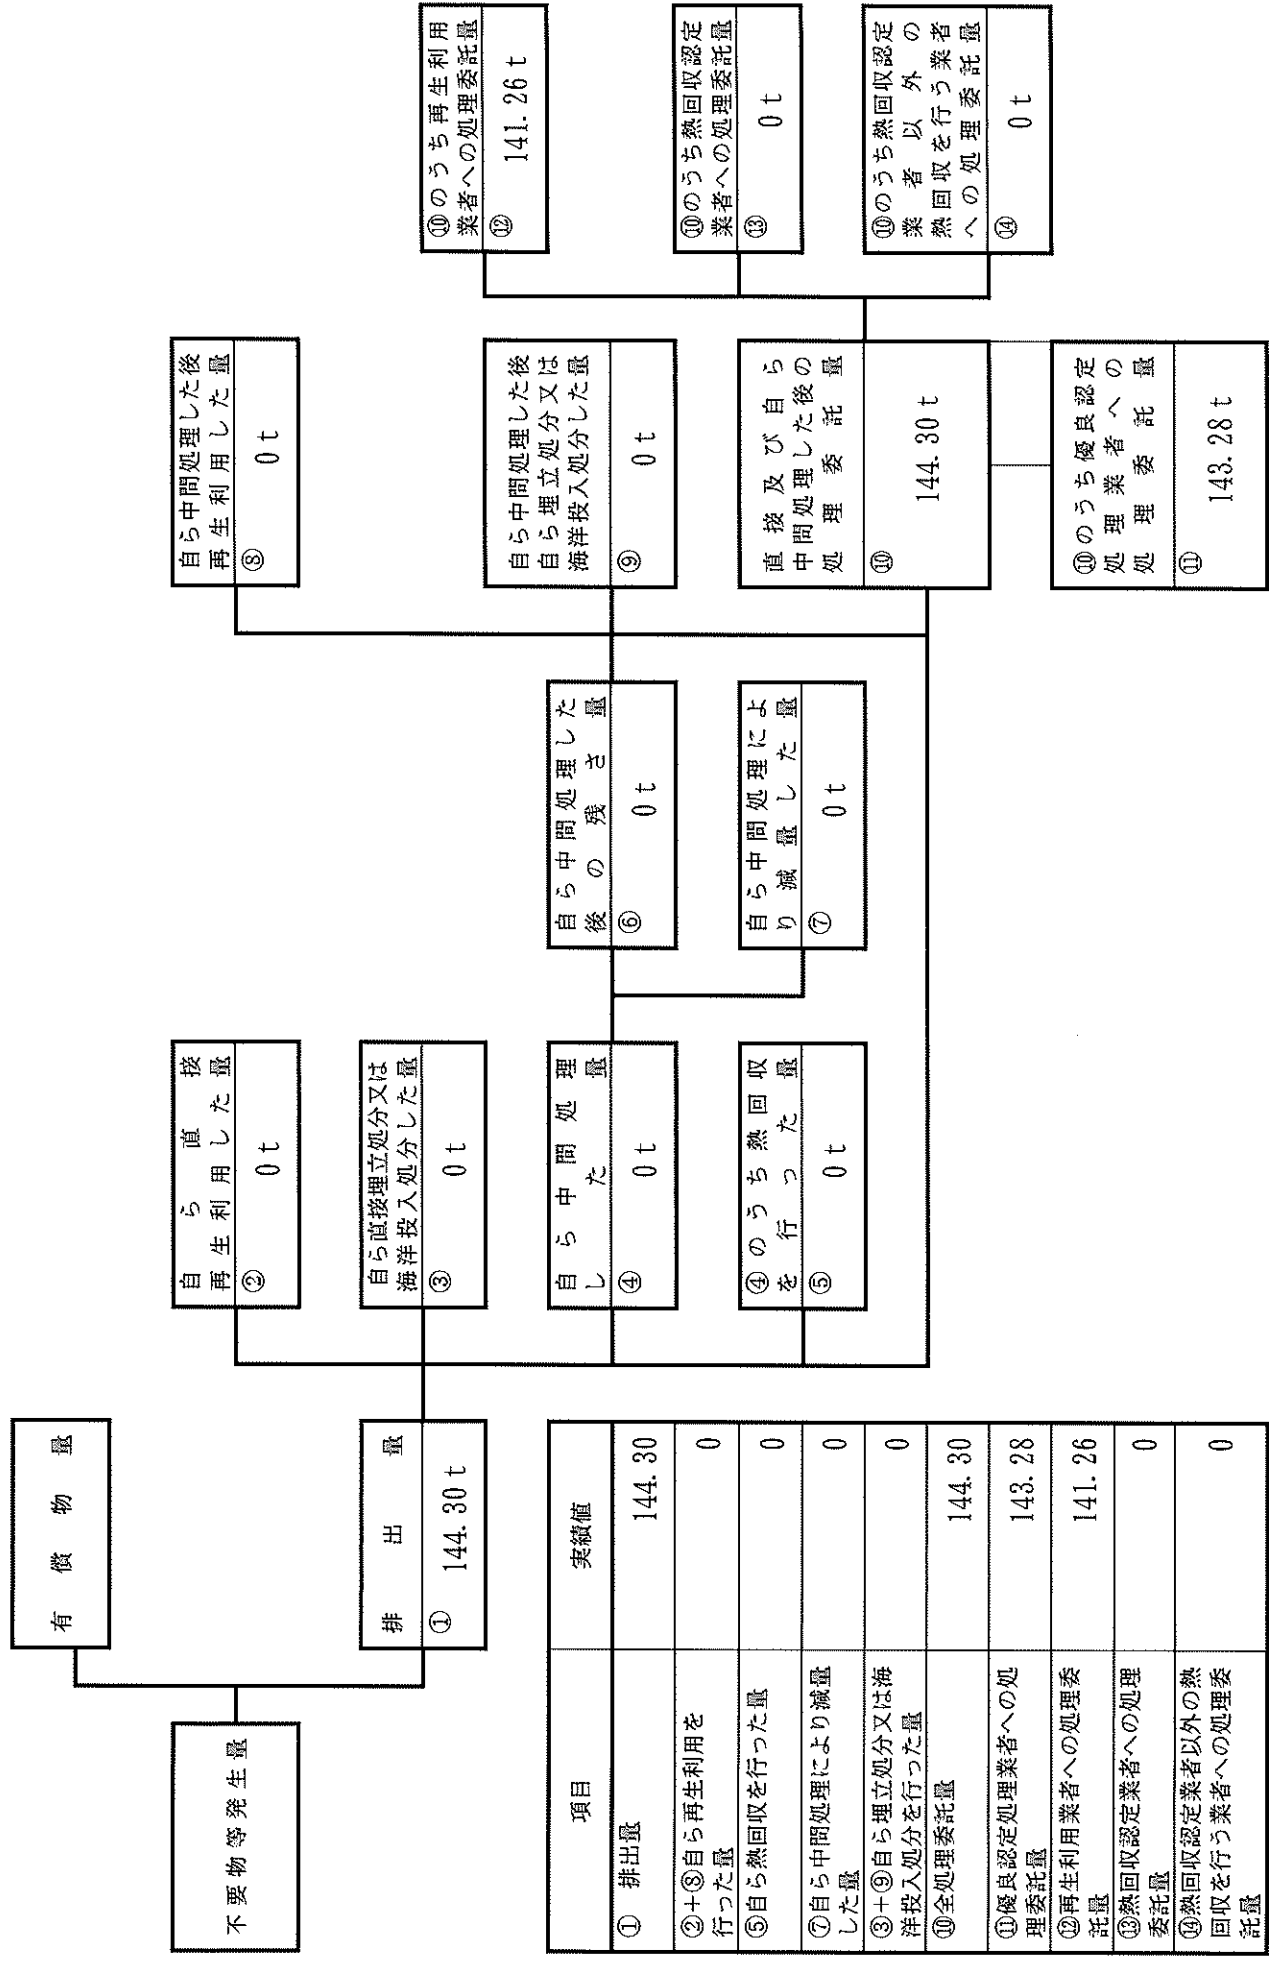 不要物等発生量
有償物量
排出量
① 144.30 t
自ら直接
再生利用した量
② 0 t
自ら直接埋立処分又は
海洋投入処分した量
③ 0 t
自ら中間処理
した量
④ 0 t
④のうち熱回収
を行った量
⑤ 0 t
自ら中間処理した
後の残さ量
⑥ 0 t
自ら中間処理によ
り減量した量
⑦ 0 t
自ら中間処理した後
再生利用した量
⑧ 0 t
自ら中間処理した後
自ら埋立処分又は
海洋投入処分した量
⑨ 0 t
直接及び自ら
中間処理した後の
処理委託量
⑩ 144.30 t
⑩のうち優良認定
処理業者への
処理委託量
⑪ 143.28 t
⑩のうち再生利用
業者への処理委託量
⑫ 141.26 t
⑩のうち熱回収認定
業者への処理委託量
⑬ 0 t
⑩のうち熱回収認定
業者以外の
熱回収を行う業者
への処理委託量
⑭ 0 t
項目 実績値
① 排出量 144.30
②+⑧自ら再生利用を
行った量 0
⑤自ら熱回収を行った量 0
⑦自ら中間処理により減量
した量 0
③+⑨自ら埋立処分又は海
洋投入処分を行った量 0
⑩全処理委託量 144.30
⑪優良認定処理業者への処
理委託量 143.28
⑫再生利用業者への処理委
託量 141.26
⑬熱回収認定業者への処理
委託量 0
⑭熱回収認定業者以外の熱
回収を行う業者への処理委
託量 0